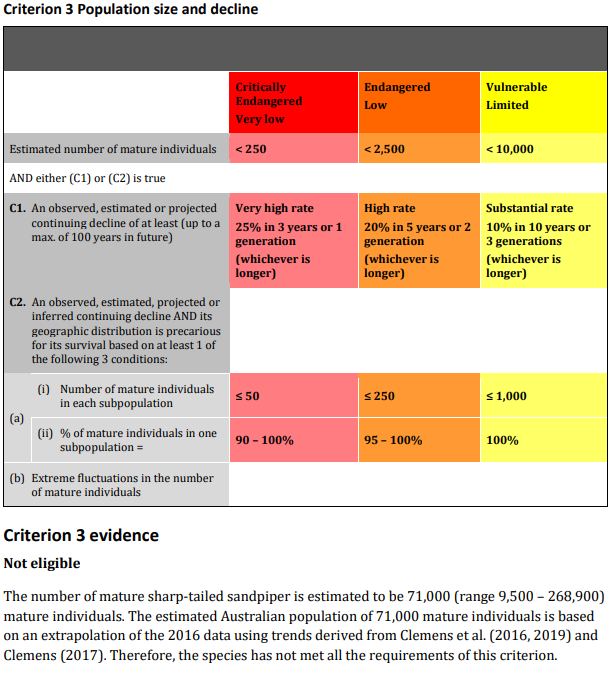 Criterion 3 Population size and decline
Critically
Endangered
Very low
Endangered
Low
Vulnerable
Limited
Estimated number of mature individuals
< 250
< 2,500
< 10,000
AND either (C1) or (C2) is true
C1. An observed, estimated or projected
continuing decline of at least (up to a
max. of 100 years in future)
Very high rate
25% in 3 years or 1
generation
(whichever is
longer)
High rate
20% in 5 years or 2
generation
(whichever is
longer)
Substantial rate
10% in 10 years or
3 generations
(whichever is
longer)
C2. An observed, estimated, projected or
inferred continuing decline AND its
geographic distribution is precarious
for its survival based on at least 1 of
the following 3 conditions:
(a)
(i) Number of mature individuals
in each subpopulation
≤ 50
≤ 250
≤ 1,000
(ii) % of mature individuals in one
subpopulation =
90 – 100%
95 – 100%
100%
(b) Extreme fluctuations in the number
of mature individuals
Criterion 3 evidence
Not eligible
The number of mature sharp-tailed sandpiper is estimated to be 71,000 (range 9,500 – 268,900)
mature individuals. The estimated Australian population of 71,000 mature individuals is based
on an extrapolation of the 2016 data using trends derived from Clemens et al. (2016, 2019) and
Clemens (2017). Therefore, the species has not met all the requirements of this criterion.